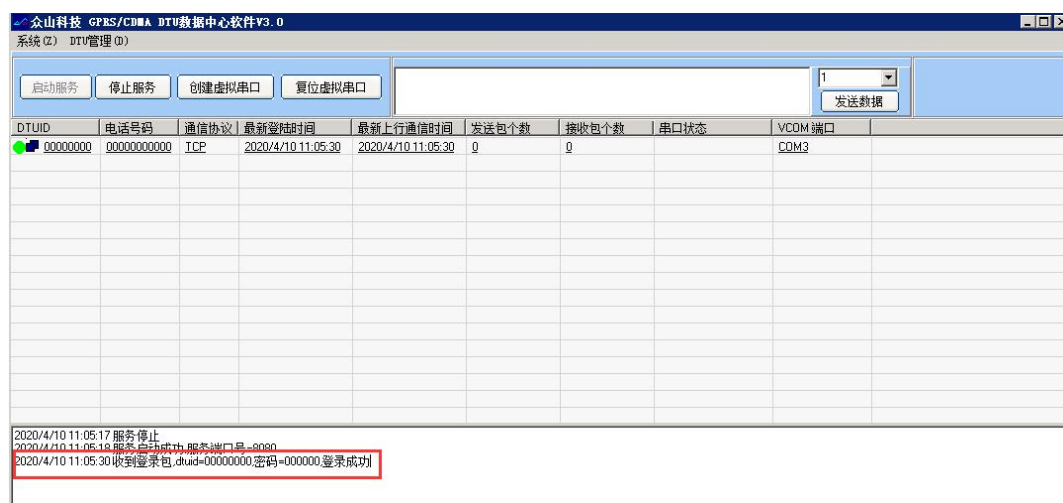 众山科技 GPRS/CDMA DTU数据中心软件V3.0
系统(Z) DTU管理(D)
启动服务 停止服务 创建虚拟串口 复位虚拟串口 1
发送数据
DTUID 电话号码 通信协议 最新登陆时间 最新上行通信时间 发送包个数 接收包个数 串口状态 VCOM端口
00000000 00000000000 TCP 2020/4/10 11:05:30 2020/4/10 11:05:30 0 0 COM3
2020/4/10 11:05:17 服务停止
2020/4/10 11:05:18 服务启动成功,服务端口号=8080
2020/4/10 11:05:30 收到登录包,dtuid=00000000,密码=000000,登录成功